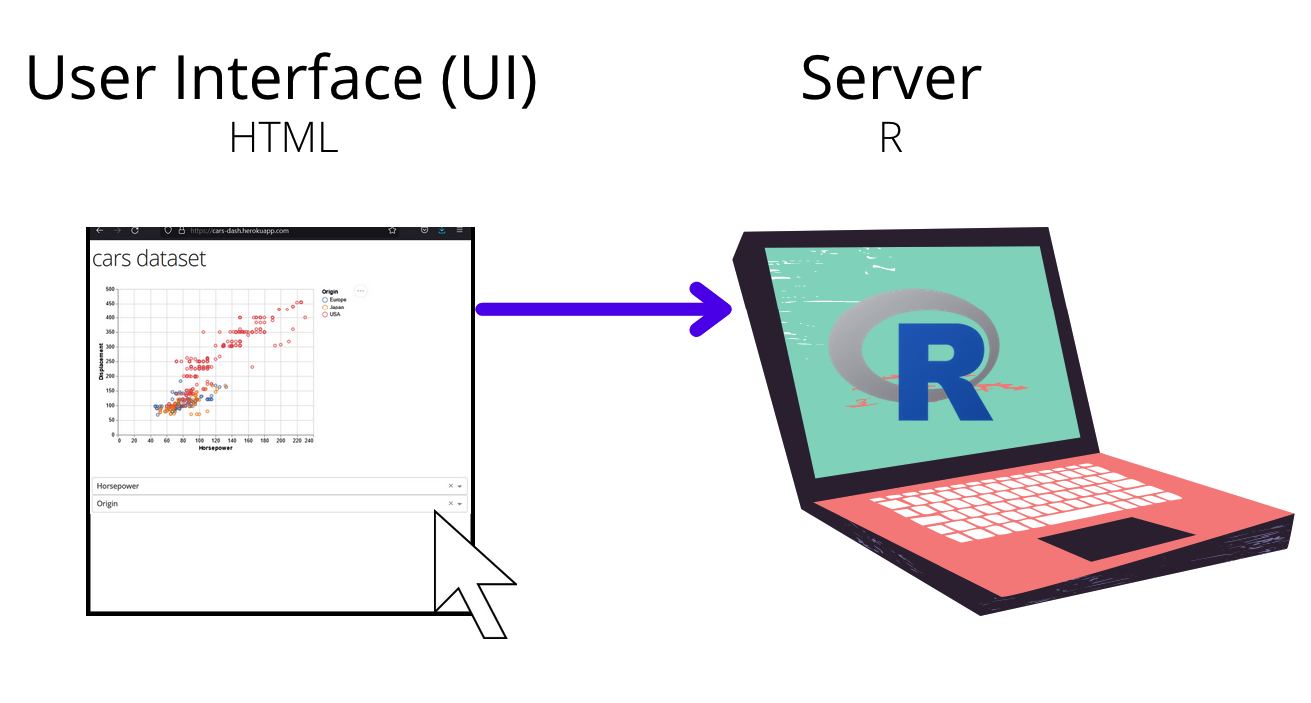 User Interface (UI)
HTML
Server
R
https://cars-dash.herokuapp.com
cars dataset
Origin
Europe
Japan
USA
500
450
400
350
300
250
200
150
100
50
0
Displacement
0 20 40 60 80 100 120 140 160 180 200 220 240
Horsepower
Horsepower
Origin
R